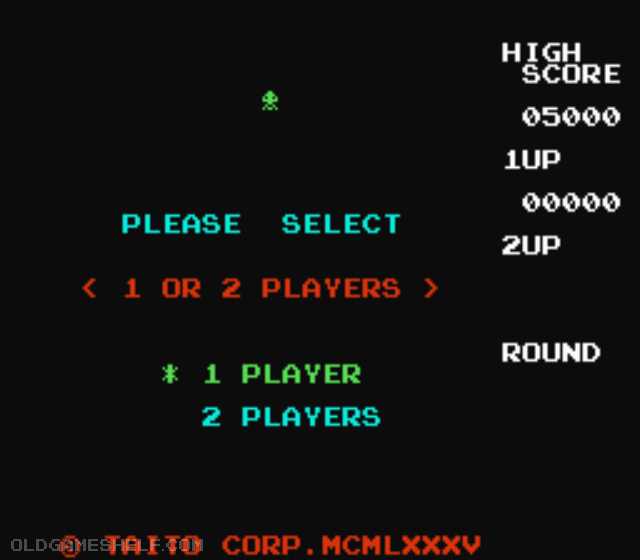 HIGH
SCORE
05000
1UP
00000
2UP
PLEASE SELECT
< 1 OR 2 PLAYERS >
ROUND
* 1 PLAYER
2 PLAYERS
© TAITO CORP.MCMLXXXV
OLDGAMESHELF.COM